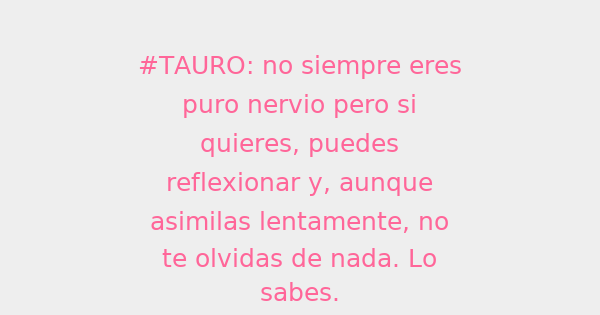 #TAURO: no siempre eres
puro nervio pero si
quieres, puedes
reflexionar y, aunque
asimilas lentamente, no
te olvidas de nada. Lo
sabes.